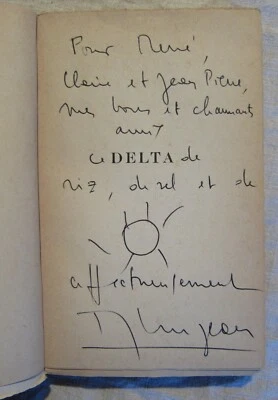 Pour René,
Claire et Jean Pierre,
mes bons et charmants
amis
ce DELTA de
riz, du sel et de
affectueusement